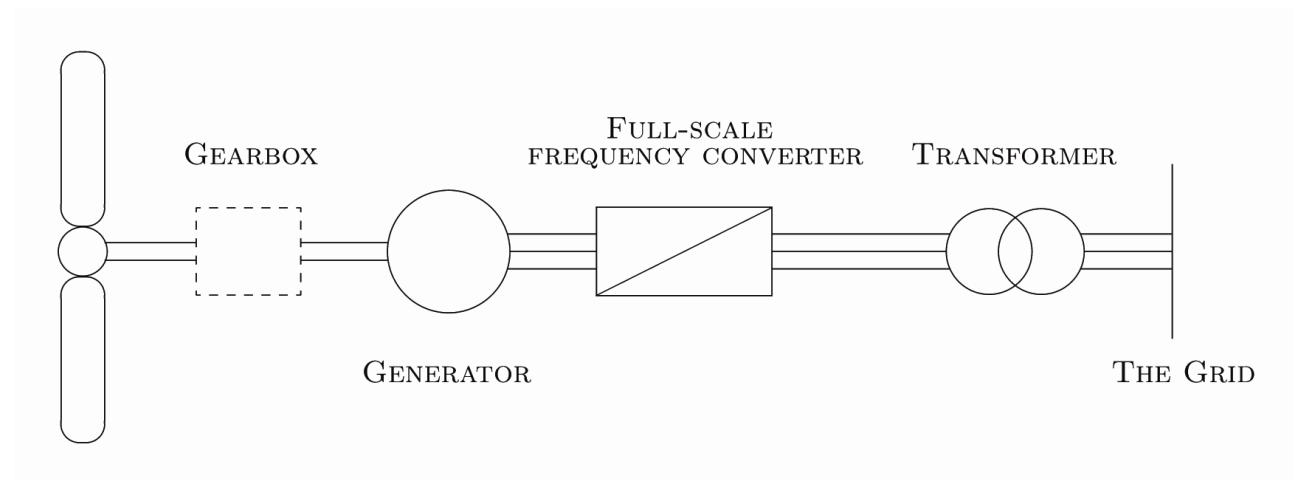 Gearbox
Full-scale
frequency converter
Transformer
Generator
The Grid